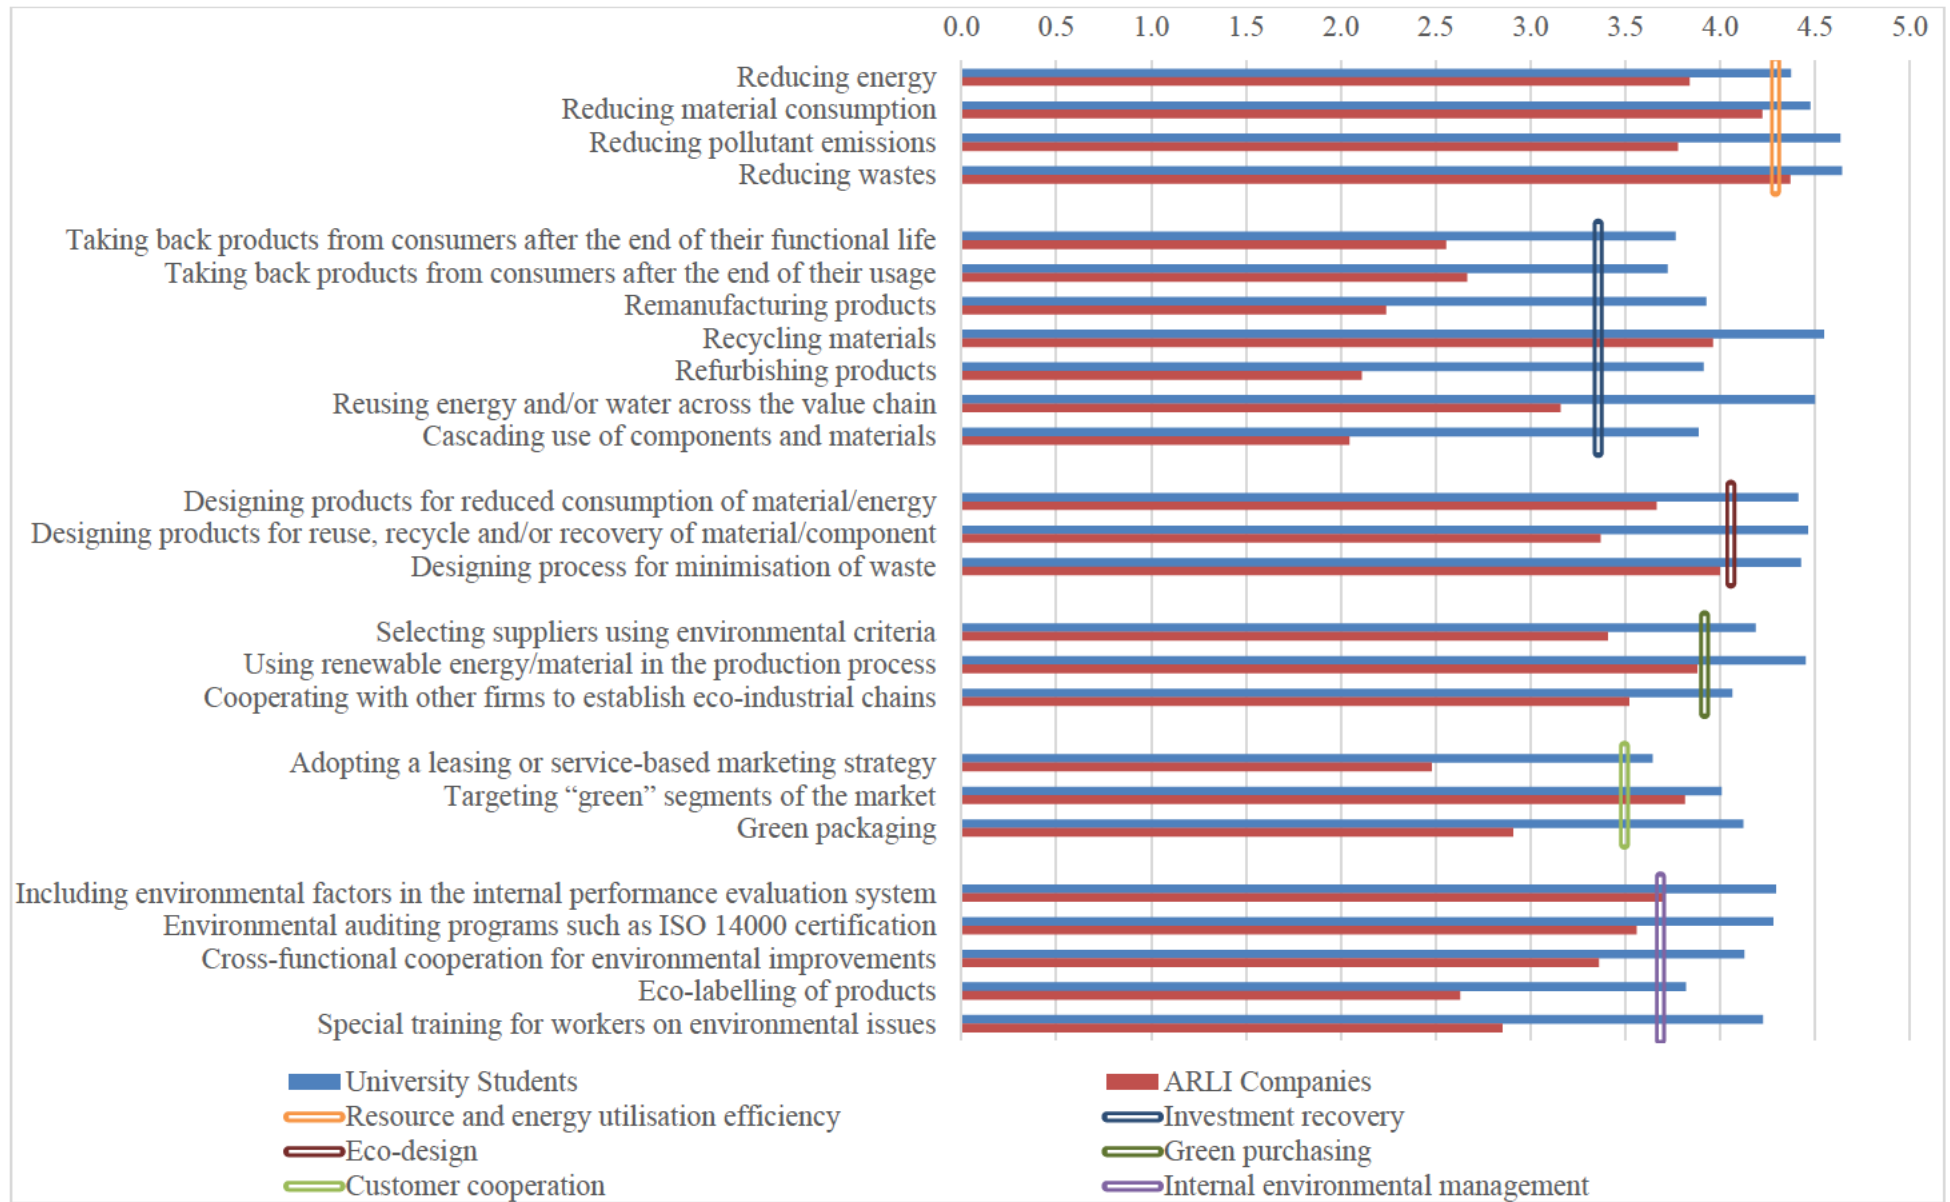 0.0 0.5 1.0 1.5 2.0 2.5 3.0 3.5 4.0 4.5 5.0
Reducing energy
Reducing material consumption
Reducing pollutant emissions
Reducing wastes
Taking back products from consumers after the end of their functional life
Taking back products from consumers after the end of their usage
Remanufacturing products
Recycling materials
Refurbishing products
Reusing energy and/or water across the value chain
Cascading use of components and materials
Designing products for reduced consumption of material/energy
Designing products for reuse, recycle and/or recovery of material/component
Designing process for minimisation of waste
Selecting suppliers using environmental criteria
Using renewable energy/material in the production process
Cooperating with other firms to establish eco-industrial chains
Adopting a leasing or service-based marketing strategy
Targeting “green” segments of the market
Green packaging
Including environmental factors in the internal performance evaluation system
Environmental auditing programs such as ISO 14000 certification
Cross-functional cooperation for environmental improvements
Eco-labelling of products
Special training for workers on environmental issues
University Students ARLI Companies
Resource and energy utilisation efficiency Investment recovery
Eco-design Green purchasing
Customer cooperation Internal environmental management